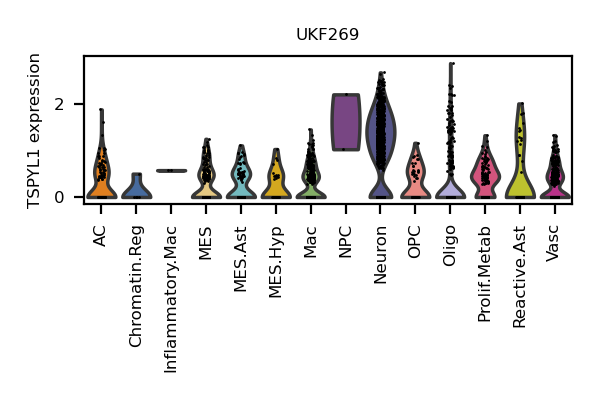 UKF269
TSPYL1 expression
2
0
AC
Chromatin.Reg
Inflammatory.Mac
MES
MES.Ast
MES.Hyp
Mac
NPC
Neuron
OPC
Oligo
Prolif.Metab
Reactive.Ast
Vasc